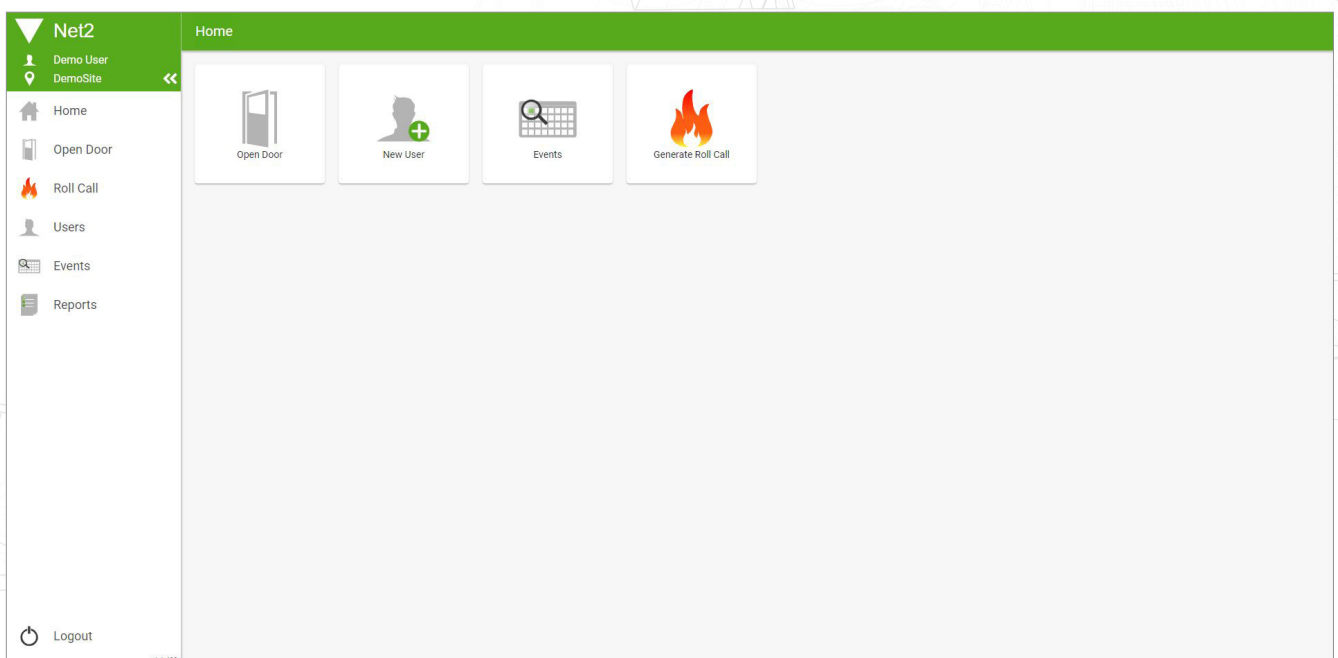 Net2
Demo User
DemoSite
Home
Open Door
Roll Call
Users
Events
Reports
Logout
Home
Open Door
New User
Events
Generate Roll Call